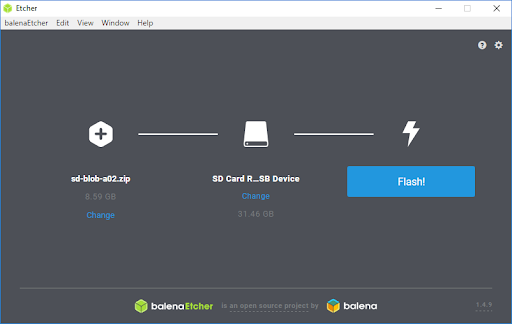 Etcher
balenaEtcher Edit View Window Help
sd-blob-a02.zip
8.59 GB
Change
SD Card R...SB Device
Change
31.46 GB
Flash!
balenaEtcher is an open source project by balena
1.4.9